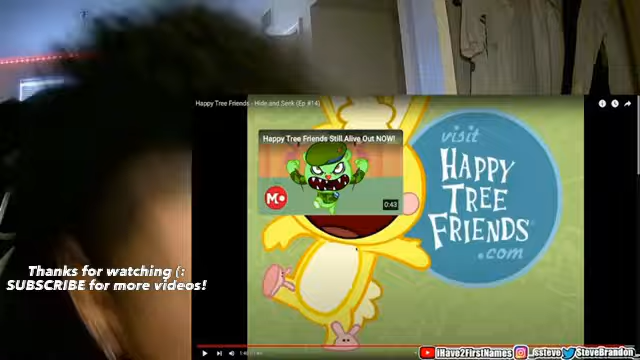 Happy Tree Friends - Hide and Seek (Ep #14)
Happy Tree Friends Still Alive Out NOW!
M
0:43
visit
HAPPY
TREE
FRIENDS
.com
Thanks for watching (:
SUBSCRIBE for more videos!
IHave2FirstNames
SteveBrandon